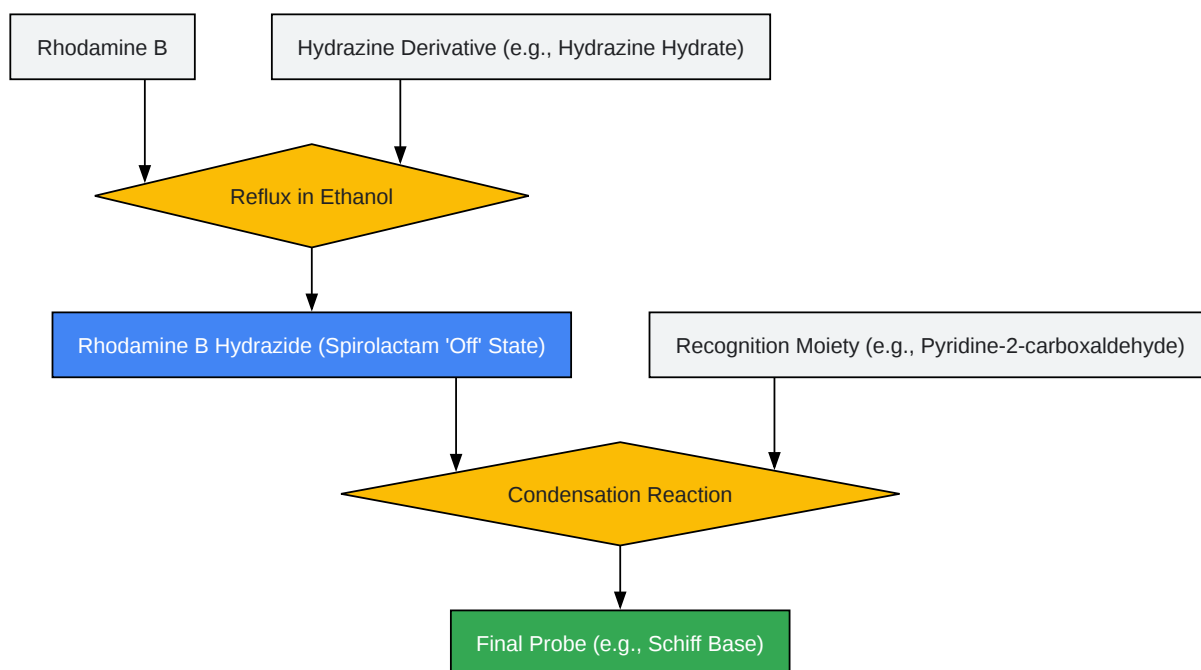 Rhodamine B
Hydrazine Derivative (e.g., Hydrazine Hydrate)
Reflux in Ethanol
Rhodamine B Hydrazide (Spirolactam 'Off' State)
Recognition Moiety (e.g., Pyridine-2-carboxaldehyde)
Condensation Reaction
Final Probe (e.g., Schiff Base)